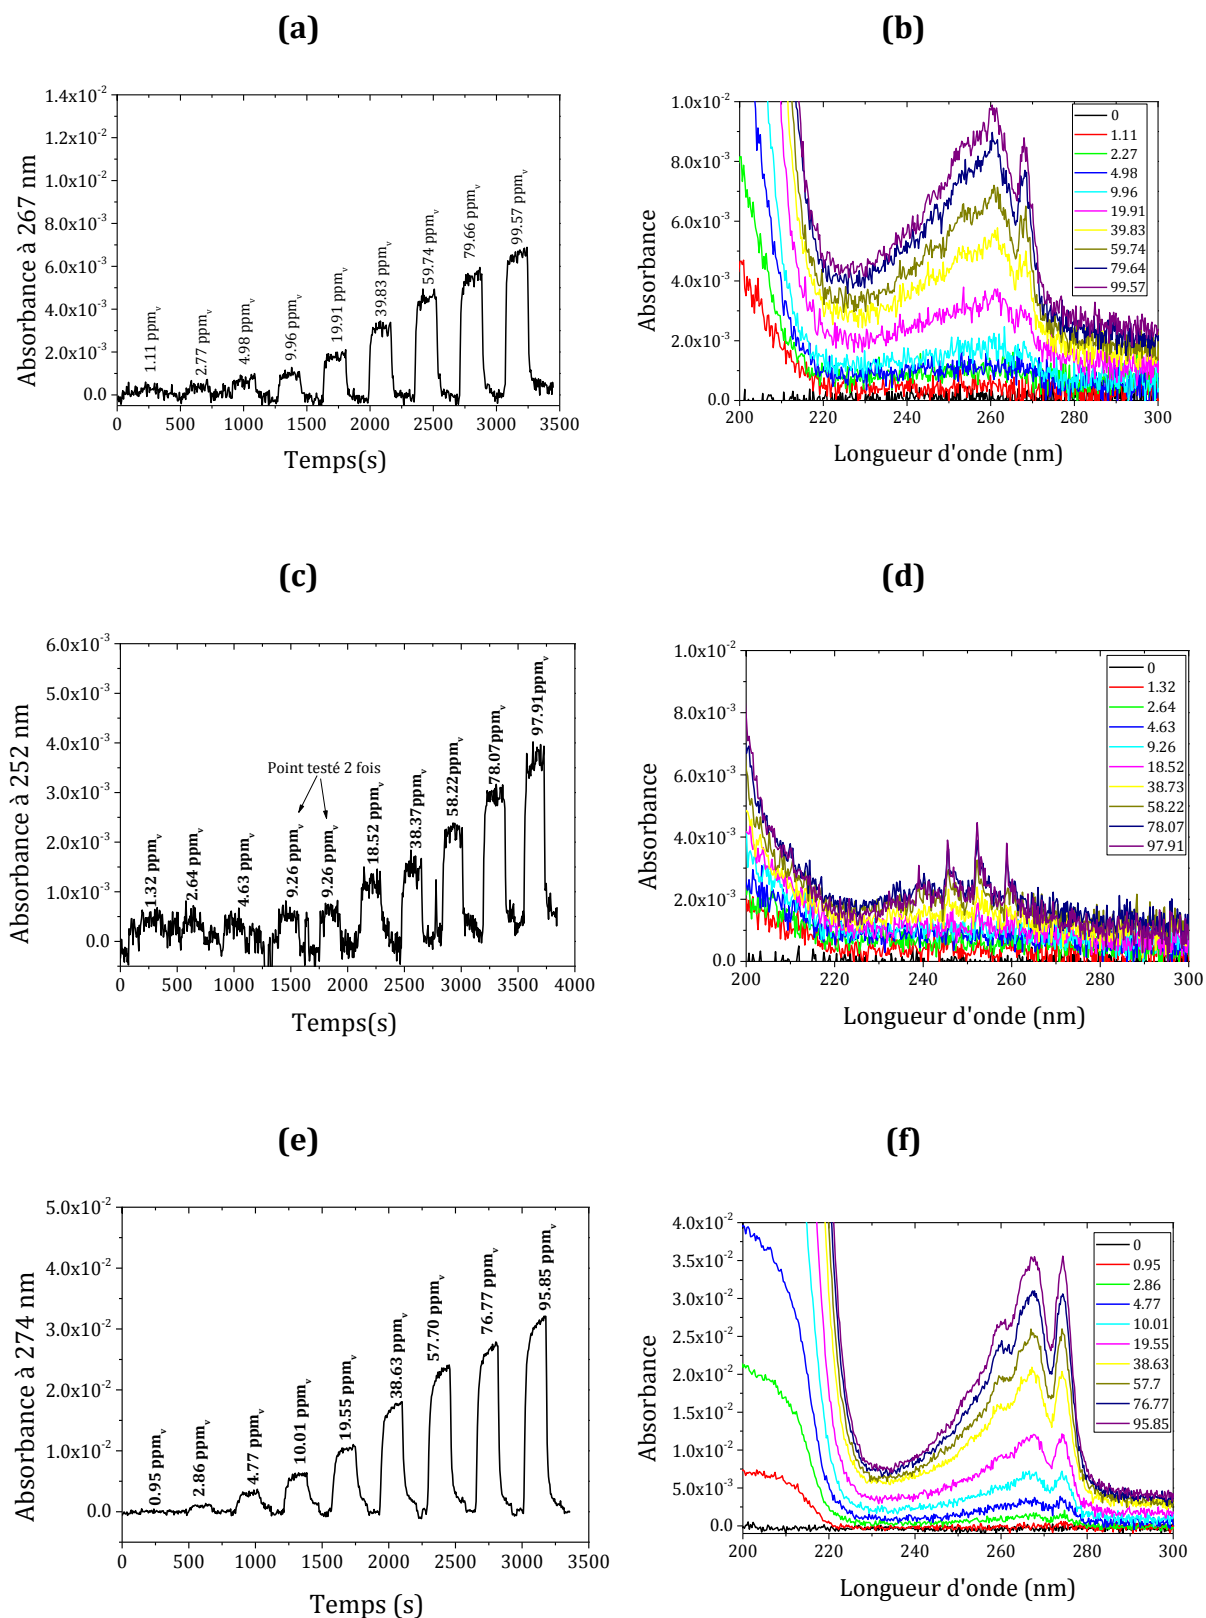 (a)
(b)
Absorbance à 267 nm
1.4x10⁻²
1.2x10⁻²
1.0x10⁻²
8.0x10⁻³
6.0x10⁻³
4.0x10⁻³
2.0x10⁻³
0.0
1.11 ppmᵥ
2.77 ppmᵥ
4.98 ppmᵥ
9.96 ppmᵥ
19.91 ppmᵥ
39.83 ppmᵥ
59.74 ppmᵥ
79.66 ppmᵥ
99.57 ppmᵥ
0 500 1000 1500 2000 2500 3000 3500
Temps(s)
Absorbance
1.0x10⁻²
8.0x10⁻³
6.0x10⁻³
4.0x10⁻³
2.0x10⁻³
0.0
0
1.11
2.27
4.98
9.96
19.91
39.83
59.74
79.64
99.57
200 220 240 260 280 300
Longueur d'onde (nm)
(c)
(d)
Absorbance à 252 nm
6.0x10⁻³
5.0x10⁻³
4.0x10⁻³
3.0x10⁻³
2.0x10⁻³
1.0x10⁻³
0.0
Point testé 2 fois
1.32 ppmᵥ
2.64 ppmᵥ
4.63 ppmᵥ
9.26 ppmᵥ
9.26 ppmᵥ
18.52 ppmᵥ
38.37ppmᵥ
58.22ppmᵥ
78.07ppmᵥ
97.91ppmᵥ
0 500 1000 1500 2000 2500 3000 3500 4000
Temps(s)
Absorbance
1.0x10⁻²
8.0x10⁻³
6.0x10⁻³
4.0x10⁻³
2.0x10⁻³
0.0
0
1.32
2.64
4.63
9.26
18.52
38.73
58.22
78.07
97.91
200 220 240 260 280 300
Longueur d'onde (nm)
(e)
(f)
Absorbance à 274 nm
5.0x10⁻²
4.0x10⁻²
3.0x10⁻²
2.0x10⁻²
1.0x10⁻²
0.0
0.95 ppmᵥ
2.86 ppmᵥ
4.77 ppmᵥ
10.01 ppmᵥ
19.55 ppmᵥ
38.63 ppmᵥ
57.70 ppmᵥ
76.77 ppmᵥ
95.85 ppmᵥ
0 500 1000 1500 2000 2500 3000 3500
Temps (s)
Absorbance
4.0x10⁻²
3.5x10⁻²
3.0x10⁻²
2.5x10⁻²
2.0x10⁻²
1.5x10⁻²
1.0x10⁻²
5.0x10⁻³
0.0
0
0.95
2.86
4.77
10.01
19.55
38.63
57.7
76.77
95.85
200 220 240 260 280 300
Longueur d'onde (nm)